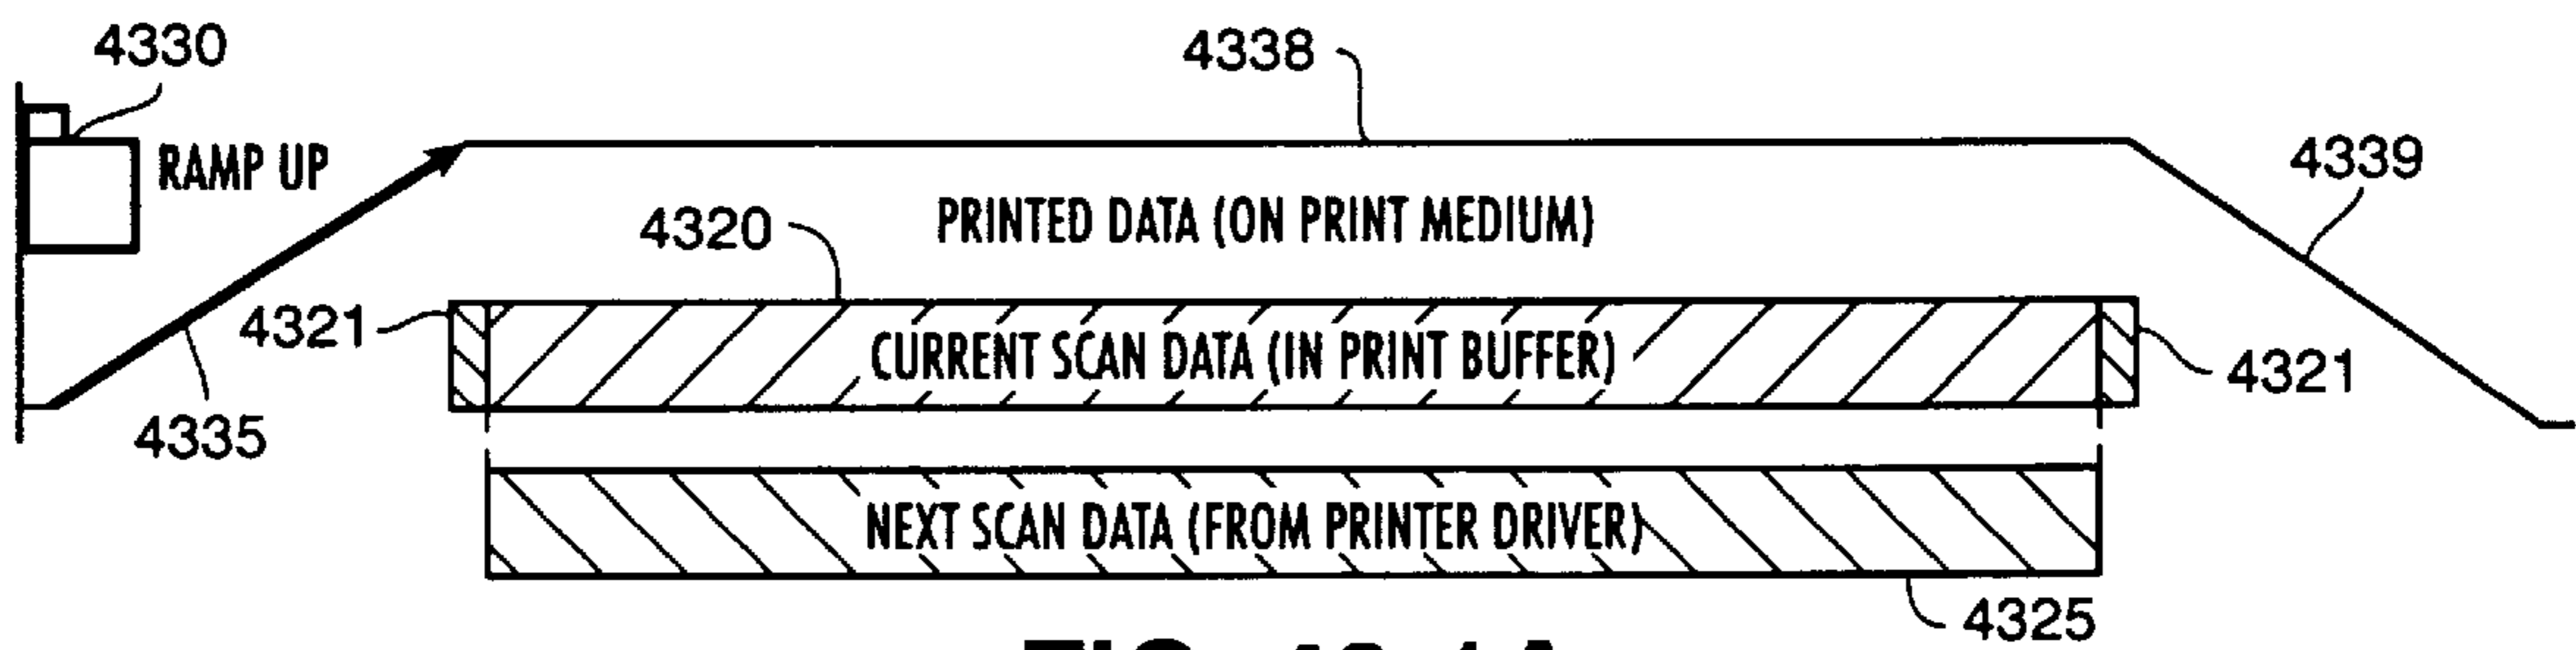 4330
4338
RAMP UP
4339
4320
PRINTED DATA (ON PRINT MEDIUM)
4321
CURRENT SCAN DATA (IN PRINT BUFFER)
4321
4335
NEXT SCAN DATA (FROM PRINTER DRIVER)
4325